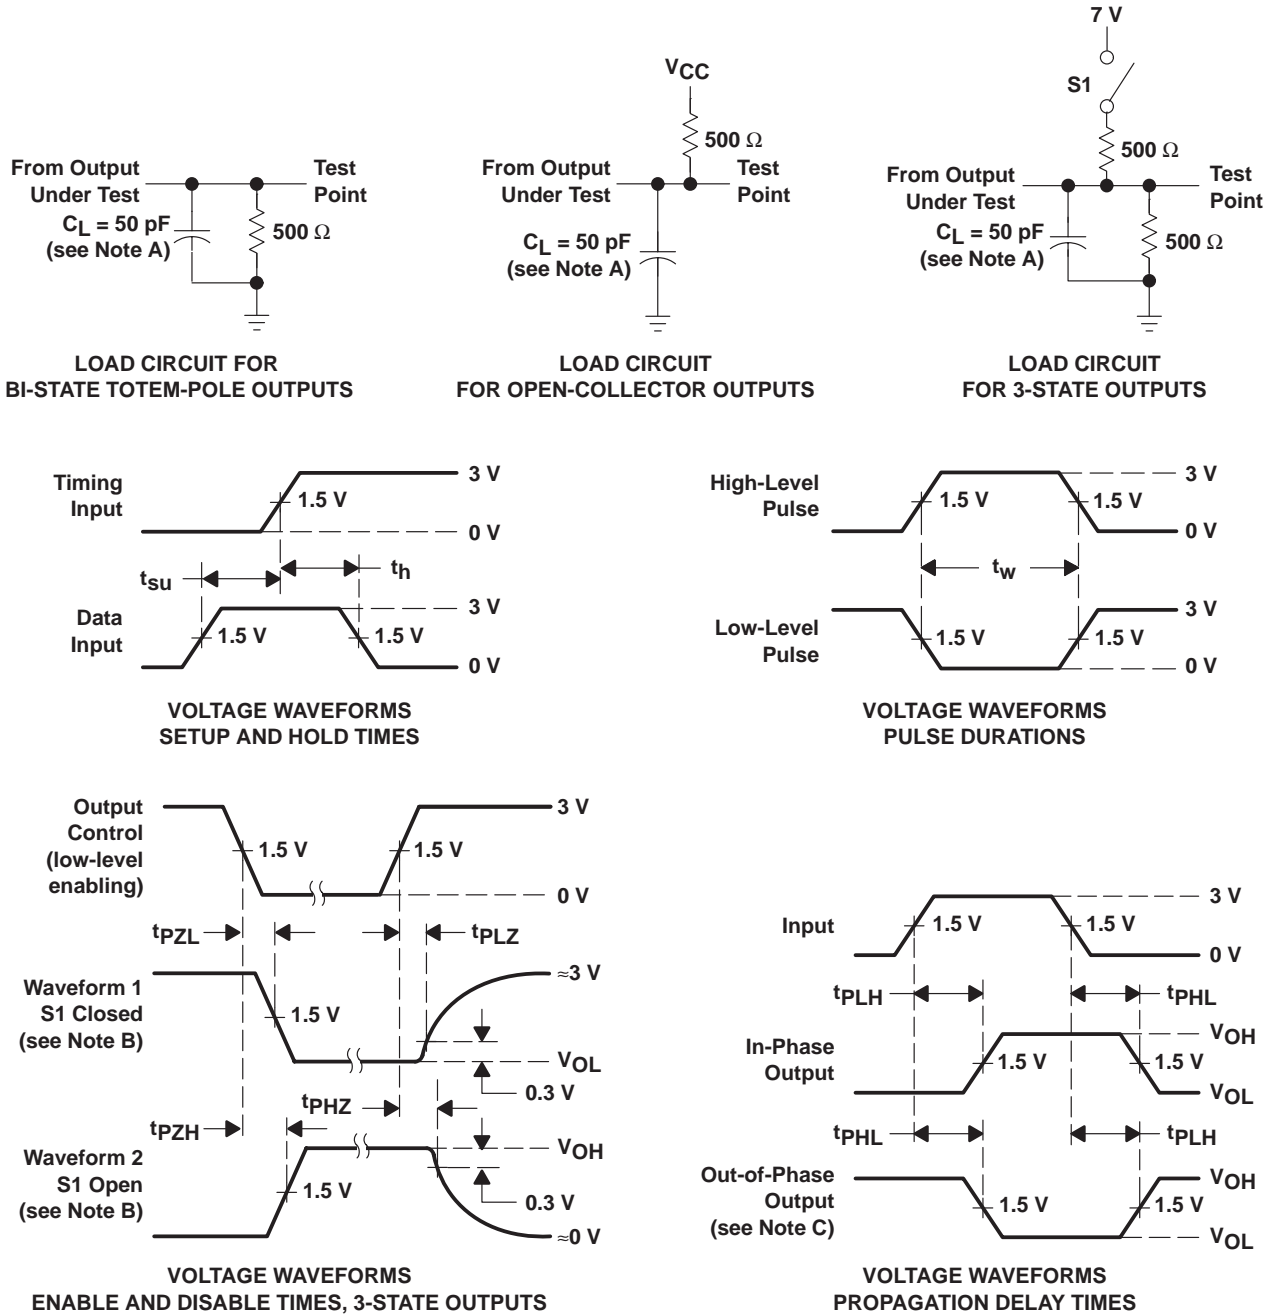 7 V
S1
500 Ω
From Output
Under Test
Test
Point
CL = 50 pF
(see Note A)
500 Ω
LOAD CIRCUIT FOR
BI-STATE TOTEM-POLE OUTPUTS
VCC
500 Ω
From Output
Under Test
Test
Point
CL = 50 pF
(see Note A)
LOAD CIRCUIT
FOR OPEN-COLLECTOR OUTPUTS
From Output
Under Test
Test
Point
CL = 50 pF
(see Note A)
500 Ω
LOAD CIRCUIT
FOR 3-STATE OUTPUTS
Timing
Input
1.5 V
3 V
0 V
tsu
th
Data
Input
1.5 V
1.5 V
3 V
0 V
VOLTAGE WAVEFORMS
SETUP AND HOLD TIMES
High-Level
Pulse
1.5 V
1.5 V
3 V
0 V
tw
Low-Level
Pulse
1.5 V
1.5 V
3 V
0 V
VOLTAGE WAVEFORMS
PULSE DURATIONS
Output
Control
(low-level
enabling)
1.5 V
1.5 V
3 V
0 V
tPZL
tPLZ
Waveform 1
S1 Closed
(see Note B)
1.5 V
≈3 V
VOL
0.3 V
tPHZ
tPZH
Waveform 2
S1 Open
(see Note B)
1.5 V
VOH
0.3 V
≈0 V
VOLTAGE WAVEFORMS
ENABLE AND DISABLE TIMES, 3-STATE OUTPUTS
Input
1.5 V
1.5 V
3 V
0 V
tPLH
tPHL
In-Phase
Output
1.5 V
1.5 V
VOH
VOL
tPHL
tPLH
Out-of-Phase
Output
(see Note C)
1.5 V
1.5 V
VOH
VOL
VOLTAGE WAVEFORMS
PROPAGATION DELAY TIMES